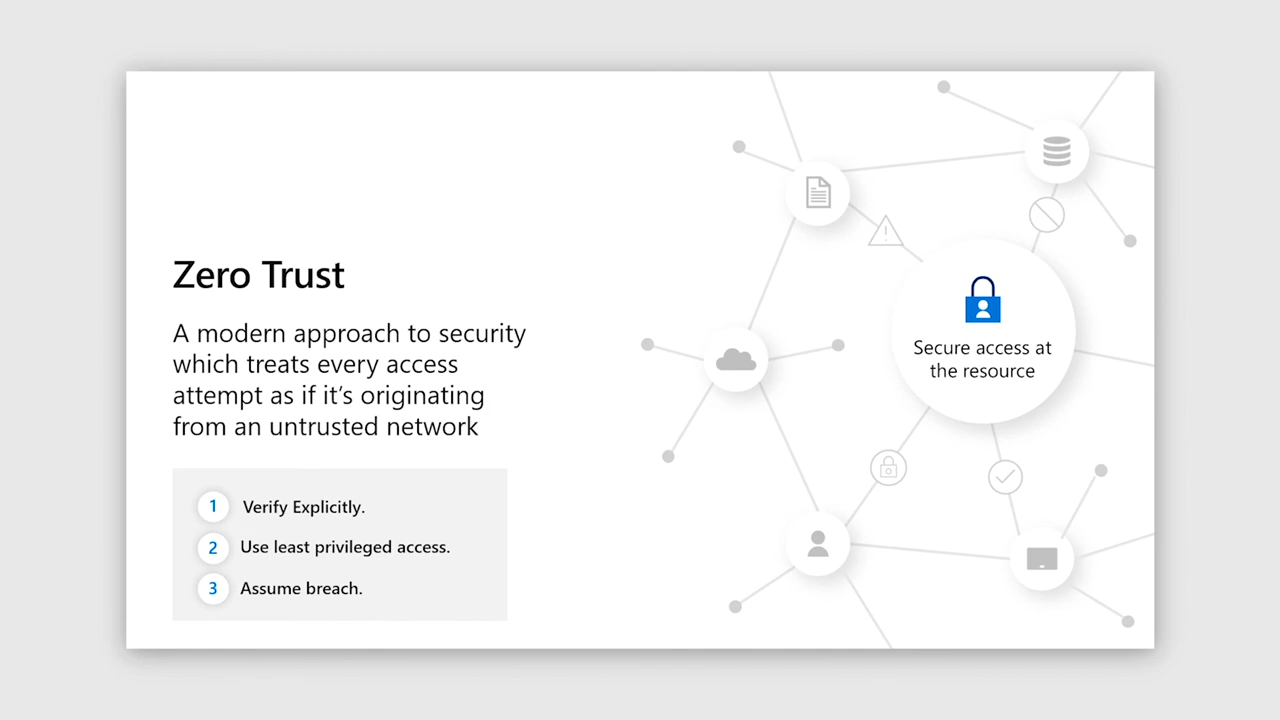 Zero Trust
A modern approach to security
which treats every access
attempt as if it’s originating
from an untrusted network
1 Verify Explicitly.
2 Use least privileged access.
3 Assume breach.
Secure access at
the resource